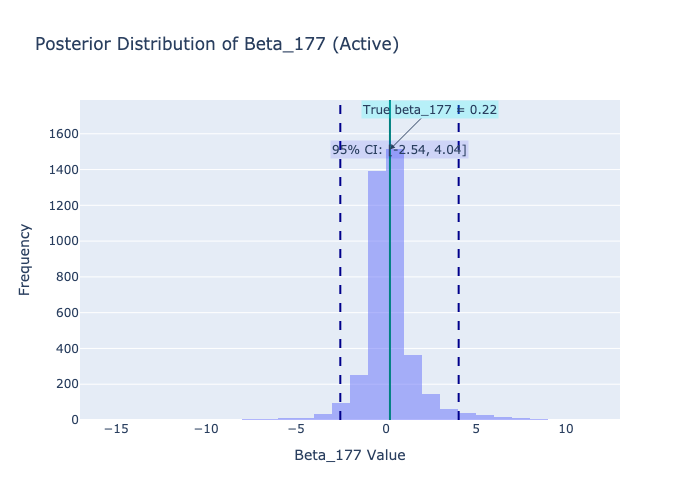 Posterior Distribution of Beta_177 (Active)
True beta_177 = 0.22
95% CI: [-2.54, 4.04]
1600
1400
1200
1000
800
600
400
200
0
Frequency
−15 −10 −5 0 5 10
Beta_177 Value